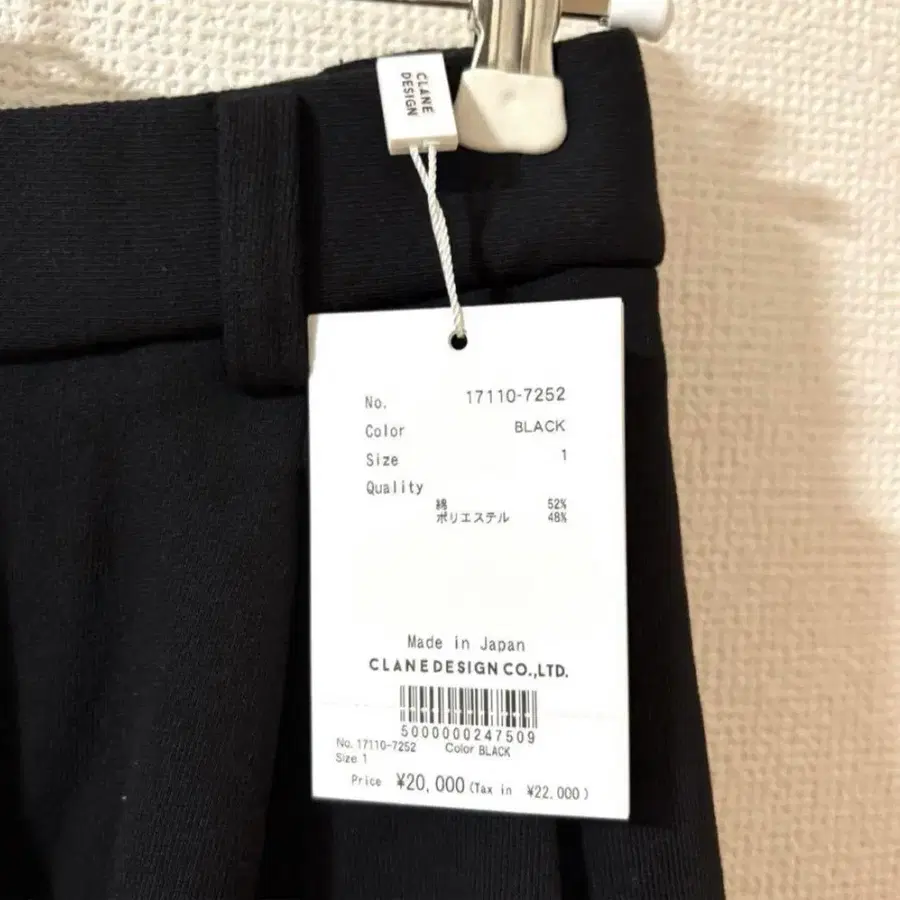 CLANE
DESIGN
No. 17110-7252
Color BLACK
Size 1
Quality
綿 52%
ポリエステル 48%
Made in Japan
CLANE DESIGN CO.,LTD.
5000000247509
No. 17110-7252 Color BLACK
Size 1
Price ¥20,000 (Tax in ¥22.000)